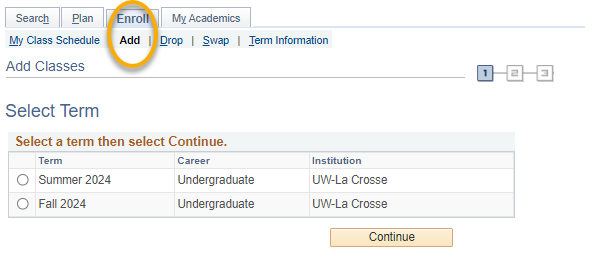 Search Plan Enroll My Academics
My Class Schedule Add | Drop | Swap | Term Information
Add Classes 1 2 3
Select Term
Select a term then select Continue.
Term Career Institution
Summer 2024 Undergraduate UW-La Crosse
Fall 2024 Undergraduate UW-La Crosse
Continue